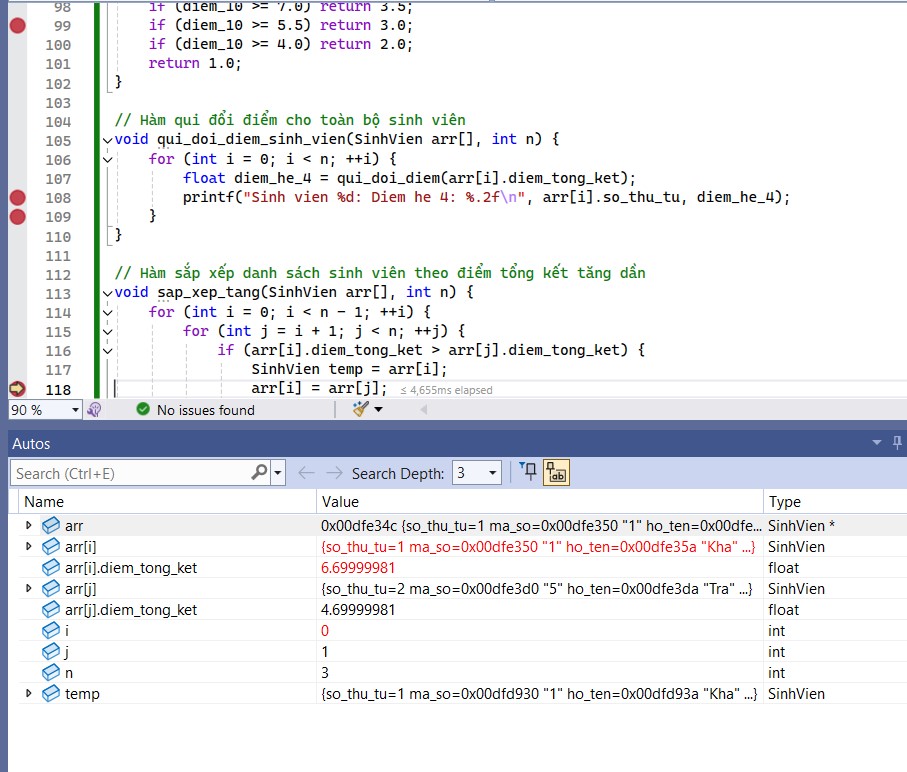 98 if (diem_10 >= 7.0) return 3.5;
99 if (diem_10 >= 5.5) return 3.0;
100 if (diem_10 >= 4.0) return 2.0;
101 return 1.0;
102 }
103
104 // Hàm qui đổi điểm cho toàn bộ sinh viên
105 void qui_doi_diem_sinh_vien(SinhVien arr[], int n) {
106 for (int i = 0; i < n; ++i) {
107 float diem_he_4 = qui_doi_diem(arr[i].diem_tong_ket);
108 printf("Sinh vien %d: Diem he 4: %.2f\n", arr[i].so_thu_tu, diem_he_4);
109 }
110 }
111
112 // Hàm sắp xếp danh sách sinh viên theo điểm tổng kết tăng dần
113 void sap_xep_tang(SinhVien arr[], int n) {
114 for (int i = 0; i < n - 1; ++i) {
115 for (int j = i + 1; j < n; ++j) {
116 if (arr[i].diem_tong_ket > arr[j].diem_tong_ket) {
117 SinhVien temp = arr[i];
118 arr[i] = arr[j]; ≤ 4,655ms elapsed
90 % No issues found
Autos
Search (Ctrl+E) Search Depth: 3
Name Value Type
arr 0x00dfe34c {so_thu_tu=1 ma_so=0x00dfe350 "1" ho_ten=0x00dfe... SinhVien *
arr[i] {so_thu_tu=1 ma_so=0x00dfe350 "1" ho_ten=0x00dfe35a "Kha" ...} SinhVien
arr[i].diem_tong_ket 6.69999981 float
arr[j] {so_thu_tu=2 ma_so=0x00dfe3d0 "5" ho_ten=0x00dfe3da "Tra" ...} SinhVien
arr[j].diem_tong_ket 4.69999981 float
i 0 int
j 1 int
n 3 int
temp {so_thu_tu=1 ma_so=0x00dfd930 "1" ho_ten=0x00dfd93a "Kha" ...} SinhVien